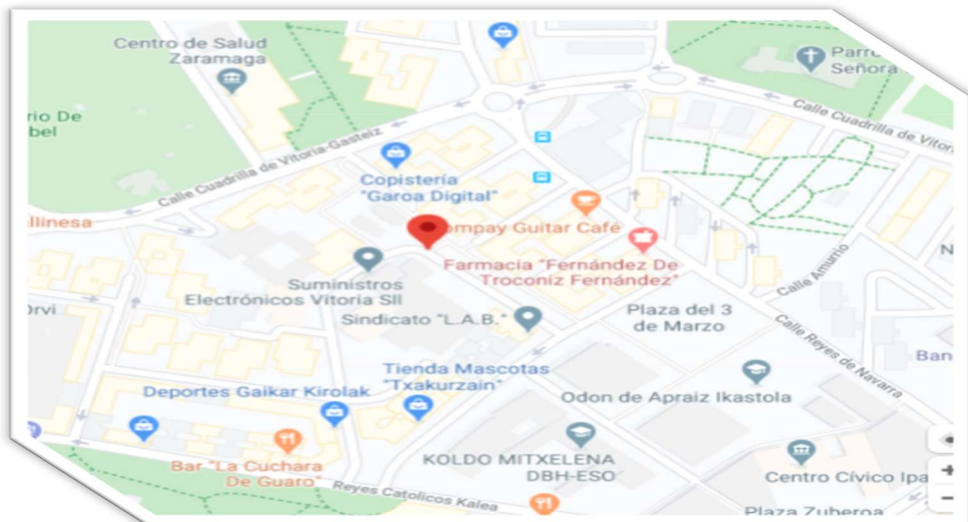 Centro de Salud
Zaramaga
Parro
Señora
rio De
bel
Calle Cuadrilla de Vitoria-Gasteiz
Calle Cuadrilla de Vitori
Copistería
"Garoa Digital"
llinesa
ompay Guitar Café
Farmacia "Fernández De
Troconiz Fernández"
Suministros
Electrónicos Vitoria Sll
Calle Amurrio
N
Orvi
Sindicato "L.A.B."
Plaza del 3
de Marzo
Calle Reyes de Navarra
Ban
Tienda Mascotas
"Txakurzain"
Deportes Gaikar Kirolak
Odon de Apraiz Ikastola
KOLDO MITXELENA
DBH-ESO
Bar "La Cuchara
De Guaro"
Centro Cívico Ipa
Reyes Catolicos Kalea
Plaza Zuberoa